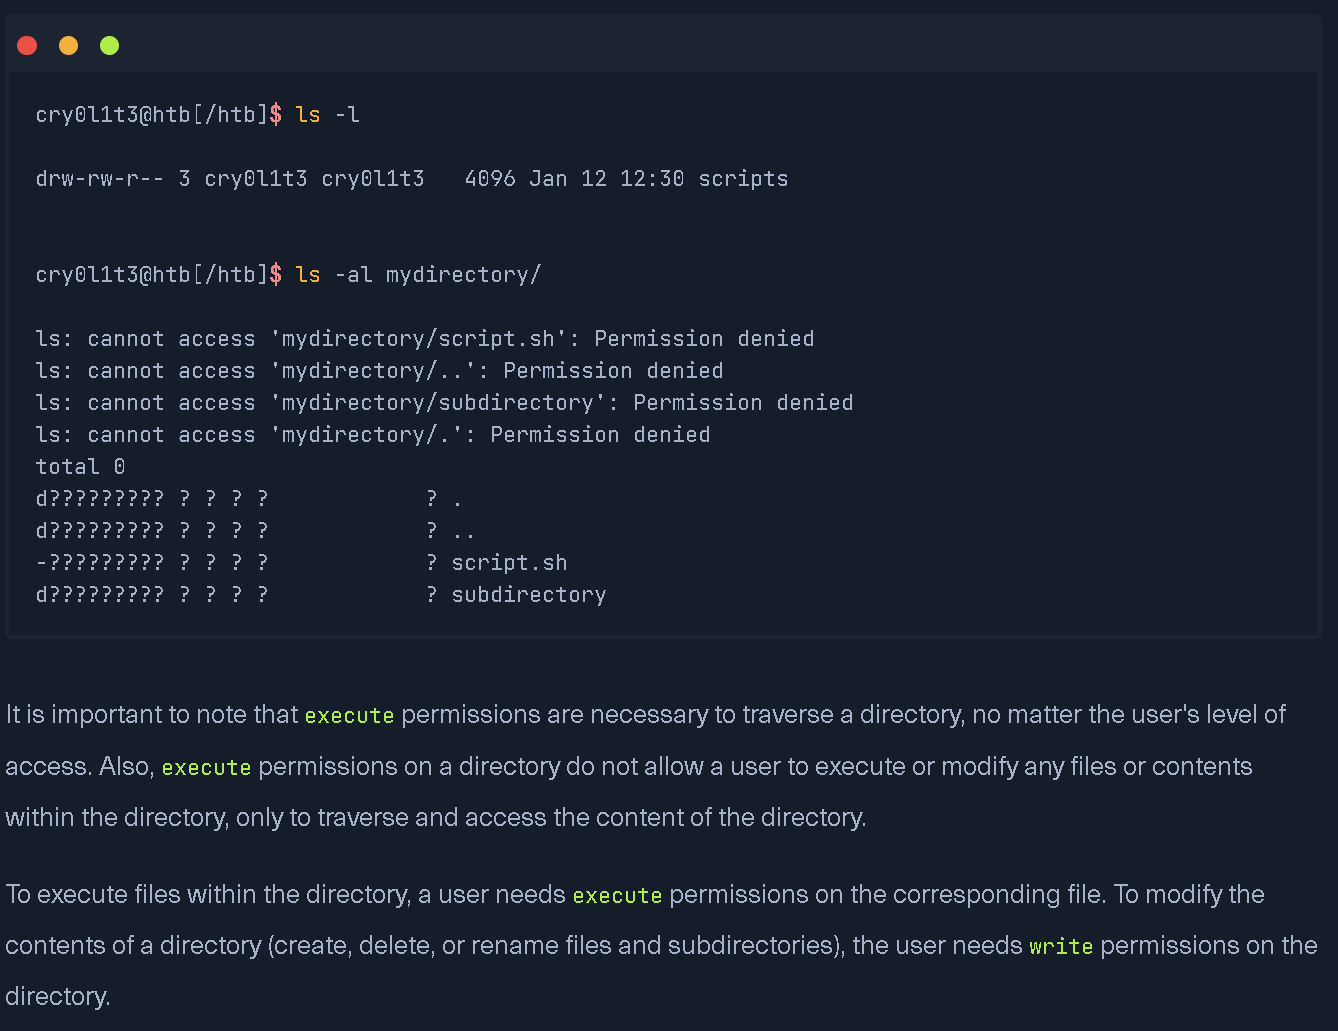 cry0l1t3@htb[/htb]$ ls -l
drw-rw-r-- 3 cry0l1t3 cry0l1t3   4096 Jan 12 12:30 scripts
cry0l1t3@htb[/htb]$ ls -al mydirectory/
ls: cannot access 'mydirectory/script.sh': Permission denied
ls: cannot access 'mydirectory/..': Permission denied
ls: cannot access 'mydirectory/subdirectory': Permission denied
ls: cannot access 'mydirectory/.': Permission denied
total 0
d????????? ? ? ? ?            ? .
d????????? ? ? ? ?            ? ..
-????????? ? ? ? ?            ? script.sh
d????????? ? ? ? ?            ? subdirectory
It is important to note that execute permissions are necessary to traverse a directory, no matter the user's level of
access. Also, execute permissions on a directory do not allow a user to execute or modify any files or contents
within the directory, only to traverse and access the content of the directory.
To execute files within the directory, a user needs execute permissions on the corresponding file. To modify the
contents of a directory (create, delete, or rename files and subdirectories), the user needs write permissions on the
directory.